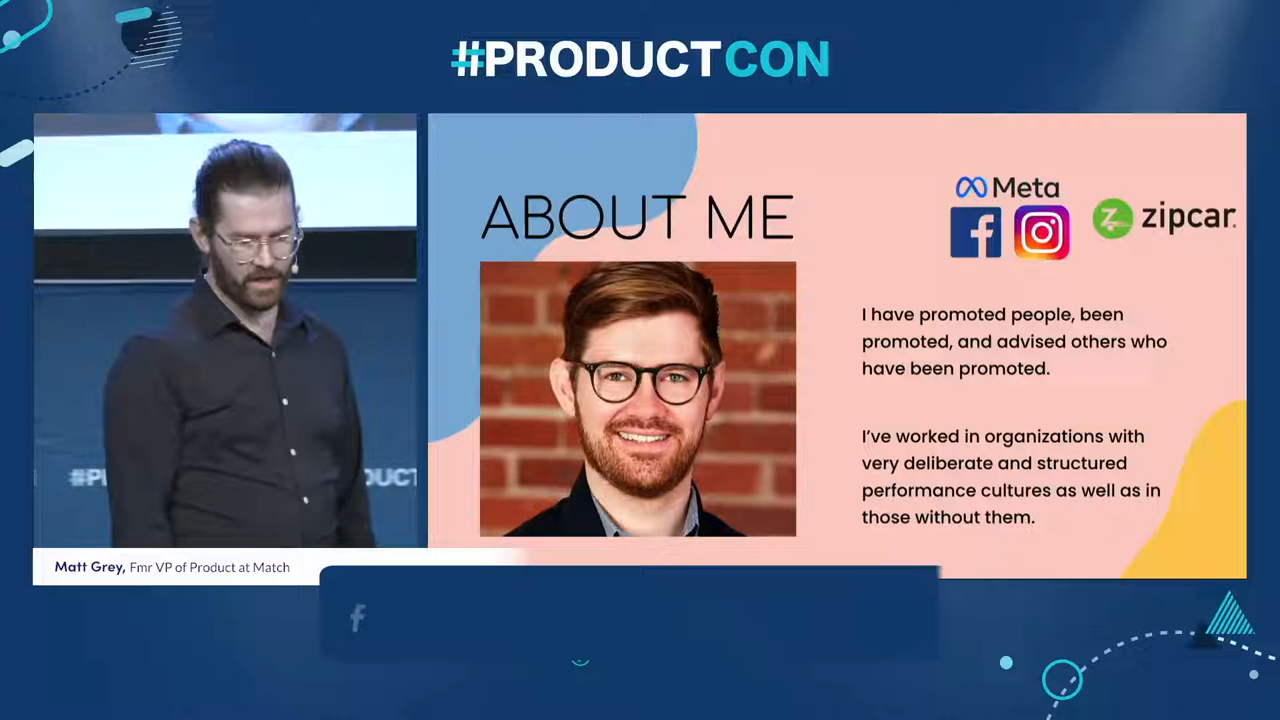 #PRODUCTCON
ABOUT ME
Meta
zipcar.
I have promoted people, been
promoted, and advised others who
have been promoted.
I've worked in organizations with
very deliberate and structured
performance cultures as well as in
those without them.
#P
DUCT
Matt Grey, Fmr VP of Product at Match